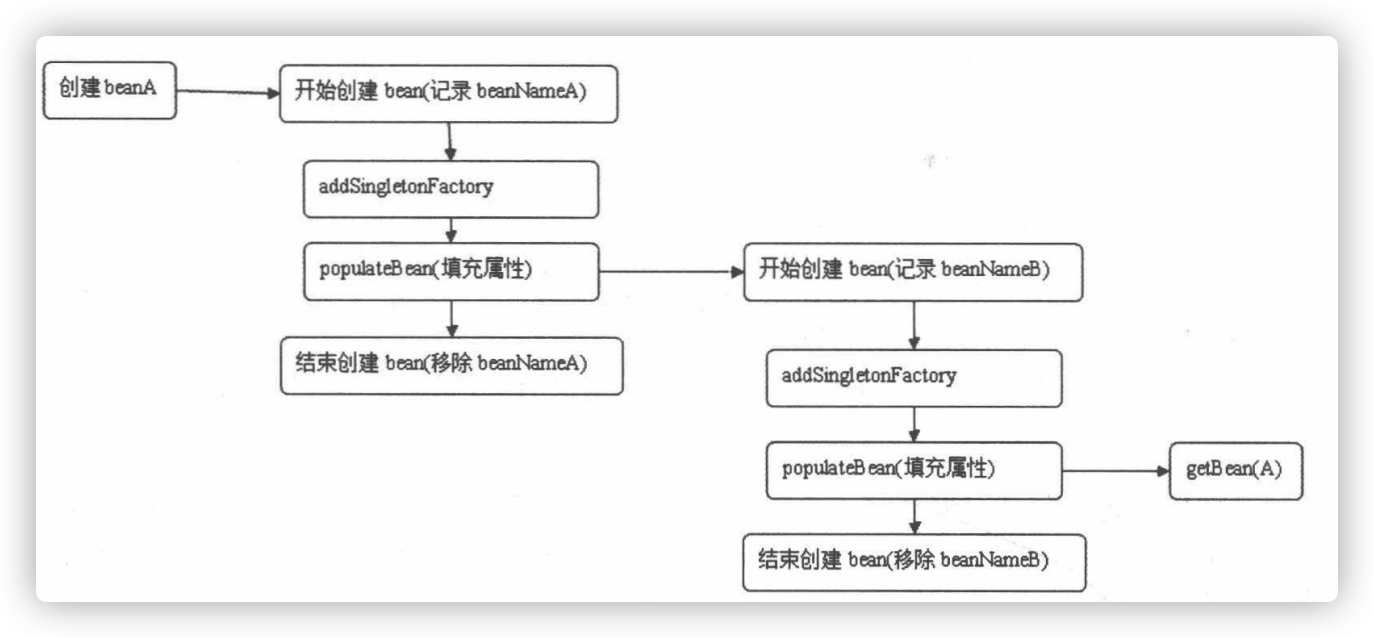 创建 beanA
开始创建 bean(记录 beanNameA)
addSingletonFactory
populateBean(填充属性)
结束创建 bean(移除 beanNameA)
开始创建 bean(记录 beanNameB)
addSingletonFactory
populateBean(填充属性)
getBean(A)
结束创建 bean(移除 beanNameB)